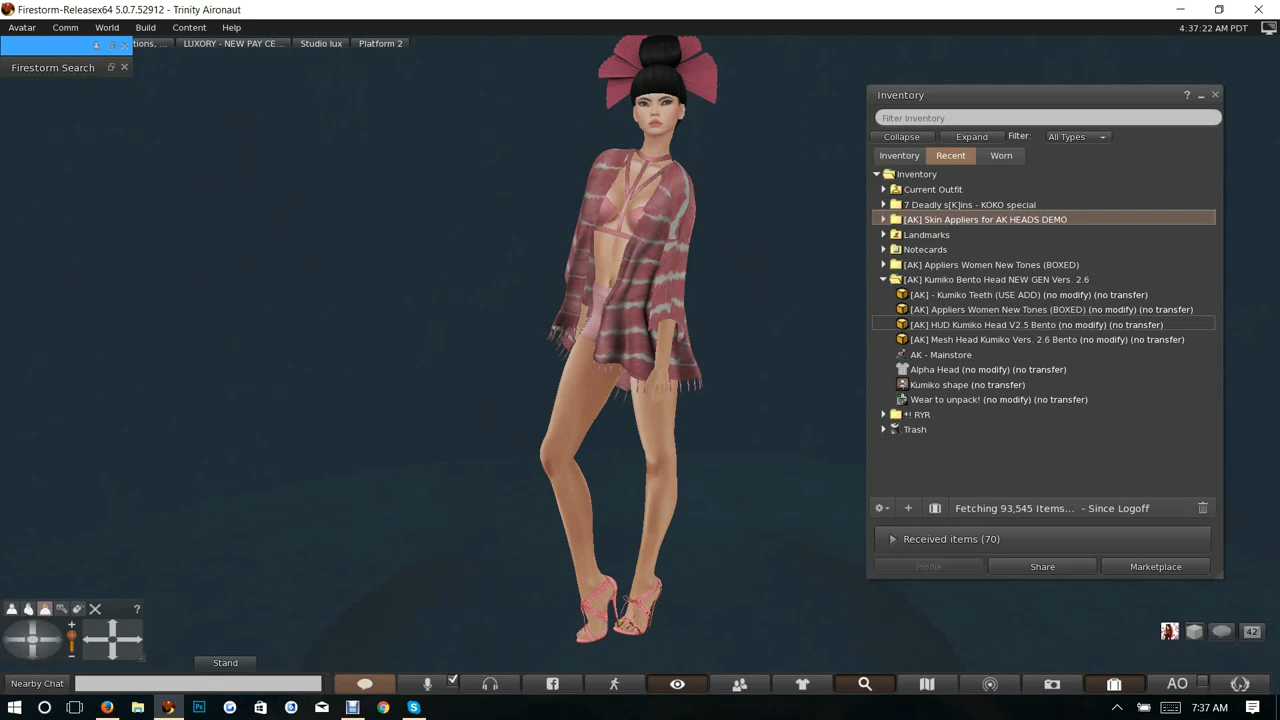 Firestorm-Releasex64 5.0.7.52912 - Trinity Aironaut
Avatar Comm World Build Content Help
4:37:22 AM PDT
tions, ... LUXORY - NEW PAY CE... Studio lux Platform 2
Firestorm Search
Inventory
?
Filter Inventory
Collapse Expand Filter: All Types
Inventory Recent Worn
Inventory
Current Outfit
7 Deadly s[K]ins - KOKO special
[AK] Skin Appliers for AK HEADS DEMO
Landmarks
Notecards
[AK] Appliers Women New Tones (BOXED)
[AK] Kumiko Bento Head NEW GEN Vers. 2.6
[AK] - Kumiko Teeth (USE ADD) (no modify) (no transfer)
[AK] Appliers Women New Tones (BOXED) (no modify) (no transfer)
[AK] HUD Kumiko Head V2.5 Bento (no modify) (no transfer)
[AK] Mesh Head Kumiko Vers. 2.6 Bento (no modify) (no transfer)
AK - Mainstore
Alpha Head (no modify) (no transfer)
Kumiko shape (no transfer)
Wear to unpack! (no modify) (no transfer)
*! RYR
Trash
Fetching 93,545 Items... - Since Logoff
Received items (70)
Profile Share Marketplace
?
42
Stand
Nearby Chat
AO
Ps
7:37 AM